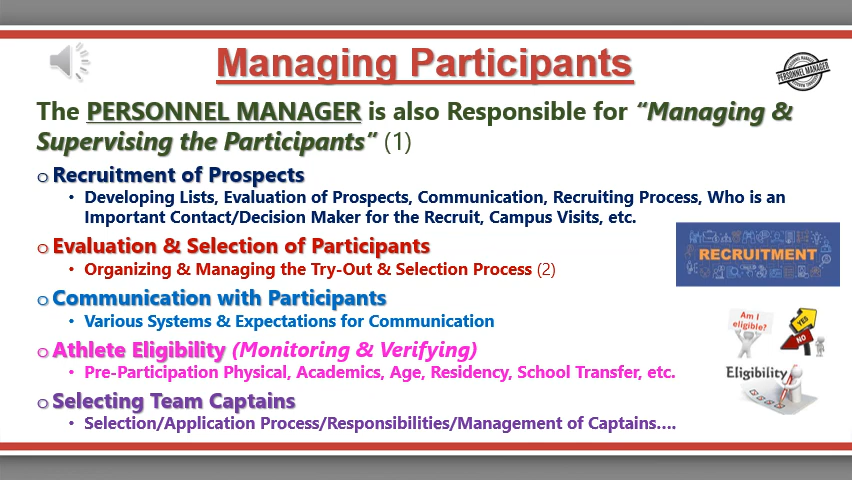 Managing Participants
PERSONNEL MANAGER
The PERSONNEL MANAGER is also Responsible for “Managing &
Supervising the Participants” (1)
o Recruitment of Prospects
• Developing Lists, Evaluation of Prospects, Communication, Recruiting Process, Who is an
Important Contact/Decision Maker for the Recruit, Campus Visits, etc.
o Evaluation & Selection of Participants
• Organizing & Managing the Try-Out & Selection Process (2)
RECRUITMENT
o Communication with Participants
• Various Systems & Expectations for Communication
Am I
eligible?
YES
NO
o Athlete Eligibility (Monitoring & Verifying)
• Pre-Participation Physical, Academics, Age, Residency, School Transfer, etc.
Eligibility
o Selecting Team Captains
• Selection/Application Process/Responsibilities/Management of Captains….